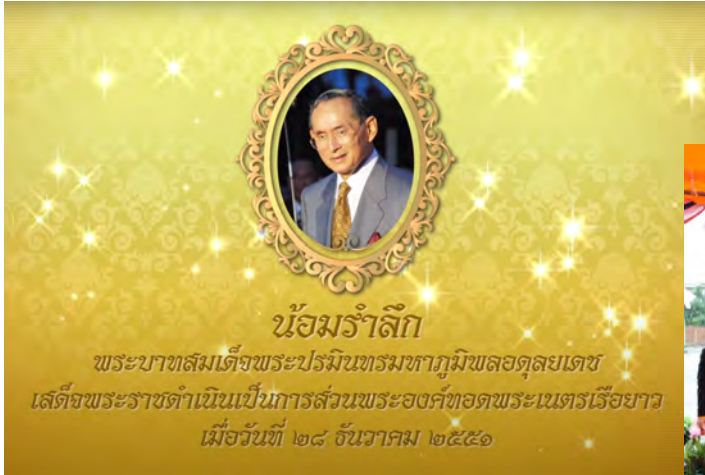 น้อมรำลึก
พระบาทสมเด็จพระปรมินทรมหาภูมิพลอดุลยเดช
เสด็จพระราชดำเนินเป็นการส่วนพระองค์ทอดพระเนตรเรือยาว
เมื่อวันที่ ๒๘ ธันวาคม ๒๕๕๑